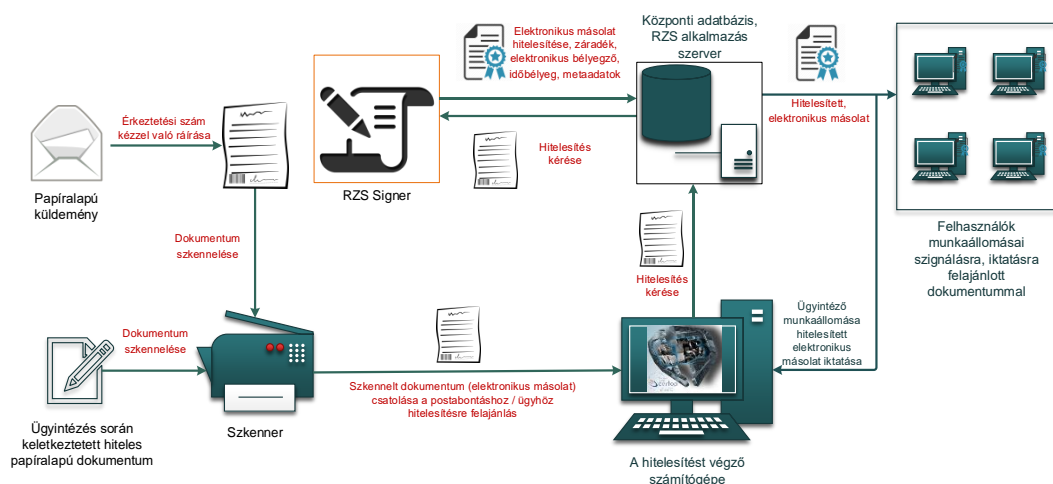 Elektronikus másolat
hitelesítése, záradék,
elektronikus bélyegző,
időbélyeg, metaadatok
Központi adatbázis,
RZS alkalmazás
szerver
Érkeztetési szám
kézzel való ráírása
Hitelesítés
kérése
Hitelesített,
elektronikus másolat
Papíralapú
küldemény
RZS Signer
Felhasználók
munkaállomásai
szignálásra, iktatásra
felajánlott
dokumentummal
Dokumentum
szkennelése
Hitelesítés
kérése
Ügyintéző
munkaállomása
hitelesített
elektronikus
másolat iktatása
Dokumentum
szkennelése
Szkennelt dokumentum (elektronikus másolat)
csatolása a postabontáshoz / ügyhöz
hitelesítésre felajánlás
Szkenner
Ügyintézés során
keletkeztetett hiteles
papíralapú dokumentum
A hitelesítést végző
számítógépe